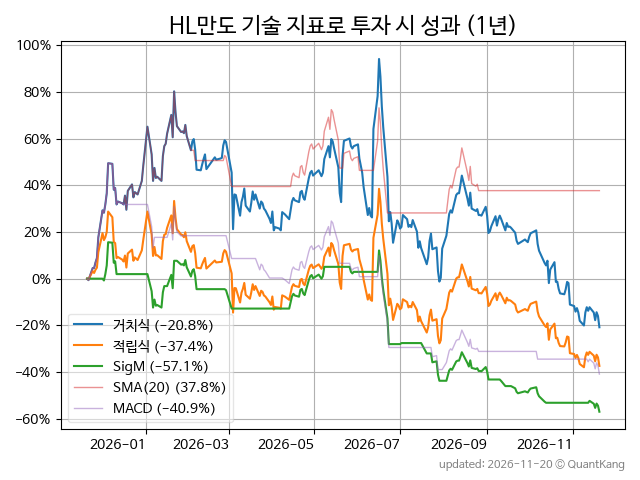 HL만도 기술 지표로 투자 시 성과 (1년)
100%
80%
60%
40%
20%
0%
−20%
−40%
−60%
거치식 (−20.8%)
적립식 (−37.4%)
SigM (−57.1%)
SMA(20) (37.8%)
MACD (−40.9%)
2026-01
2026-03
2026-05
2026-07
2026-09
2026-11
updated: 2026-11-20 © QuantKang